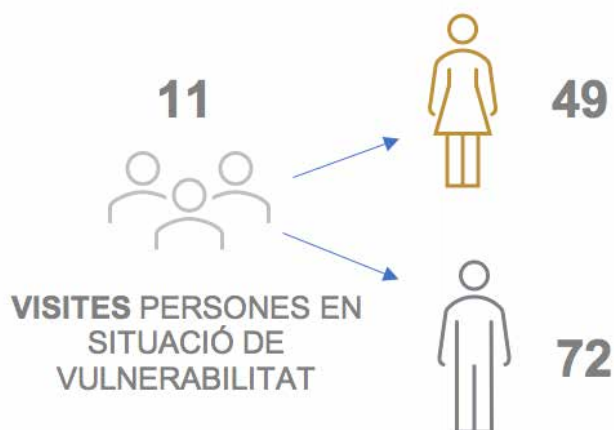 11
49
VISITES PERSONES EN
SITUACIÓ DE
VULNERABILITAT
72